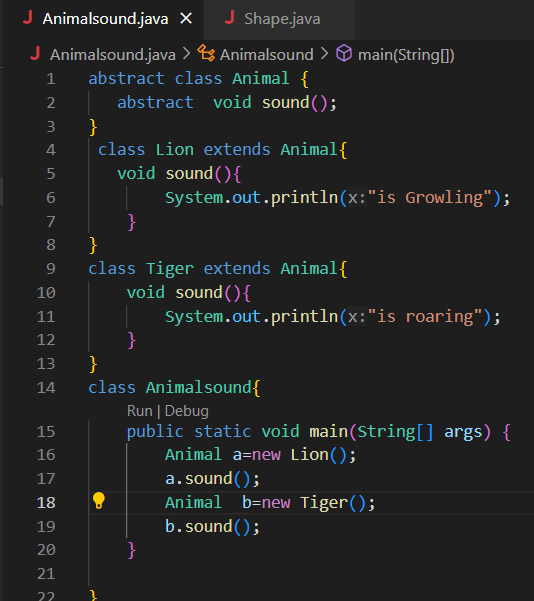 J Animalsound.java × J Shape.java
J Animalsound.java > Animalsound > main(String[])
1 abstract class Animal {
2 abstract  void sound();
3 }
4 class Lion extends Animal{
5 void sound(){
6 System.out.println(x:"is Growling");
7 }
8 }
9 class Tiger extends Animal{
10 void sound(){
11 System.out.println(x:"is roaring");
12 }
13 }
14 class Animalsound{
Run | Debug
15 public static void main(String[] args) {
16 Animal a=new Lion();
17 a.sound();
18 Animal  b=new Tiger();
19 b.sound();
20 }
21
22 }